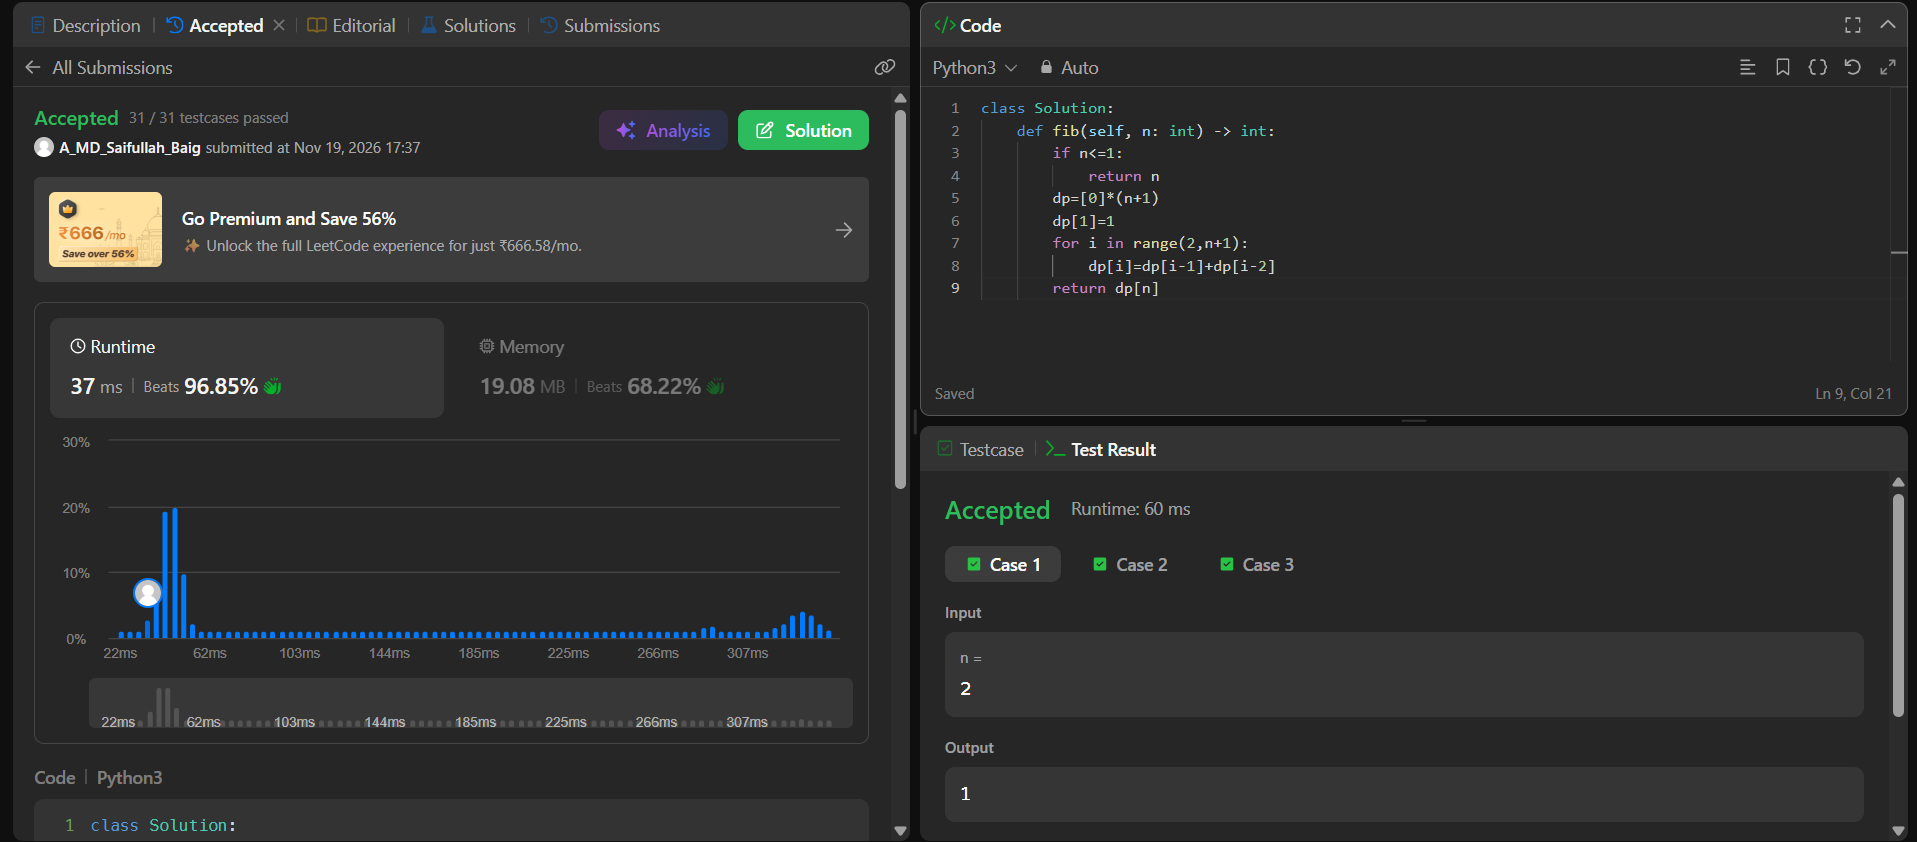 Description
Accepted
Editorial
Solutions
Submissions
All Submissions
Accepted 31 / 31 testcases passed
A_MD_Saifullah_Baig submitted at Nov 19, 2026 17:37
Analysis
Solution
₹666/mo
Save over 56%
Go Premium and Save 56%
✨ Unlock the full LeetCode experience for just ₹666.58/mo.
Runtime
37 ms | Beats 96.85%
Memory
19.08 MB | Beats 68.22%
30%
20%
10%
0%
22ms 62ms 103ms 144ms 185ms 225ms 266ms 307ms
22ms 62ms 103ms 144ms 185ms 225ms 266ms 307ms
Code | Python3
1 class Solution:
</> Code
Python3 Auto
1 class Solution:
2     def fib(self, n: int) -> int:
3         if n<=1:
4             return n
5         dp=[0]*(n+1)
6         dp[1]=1
7         for i in range(2,n+1):
8             dp[i]=dp[i-1]+dp[i-2]
9         return dp[n]
Saved
Ln 9, Col 21
Testcase
Test Result
Accepted Runtime: 60 ms
Case 1 Case 2 Case 3
Input
n =
2
Output
1